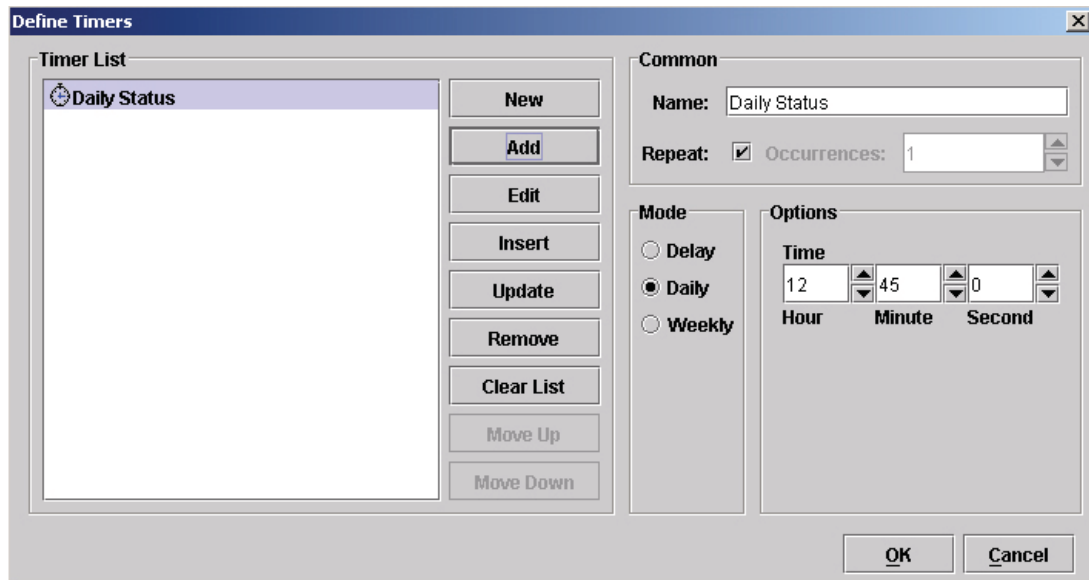 Define Timers
Timer List
Daily Status
New
Add
Edit
Insert
Update
Remove
Clear List
Move Up
Move Down
Common
Name: Daily Status
Repeat: Occurrences: 1
Mode
Delay
Daily
Weekly
Options
Time
12 45 0
Hour Minute Second
OK Cancel